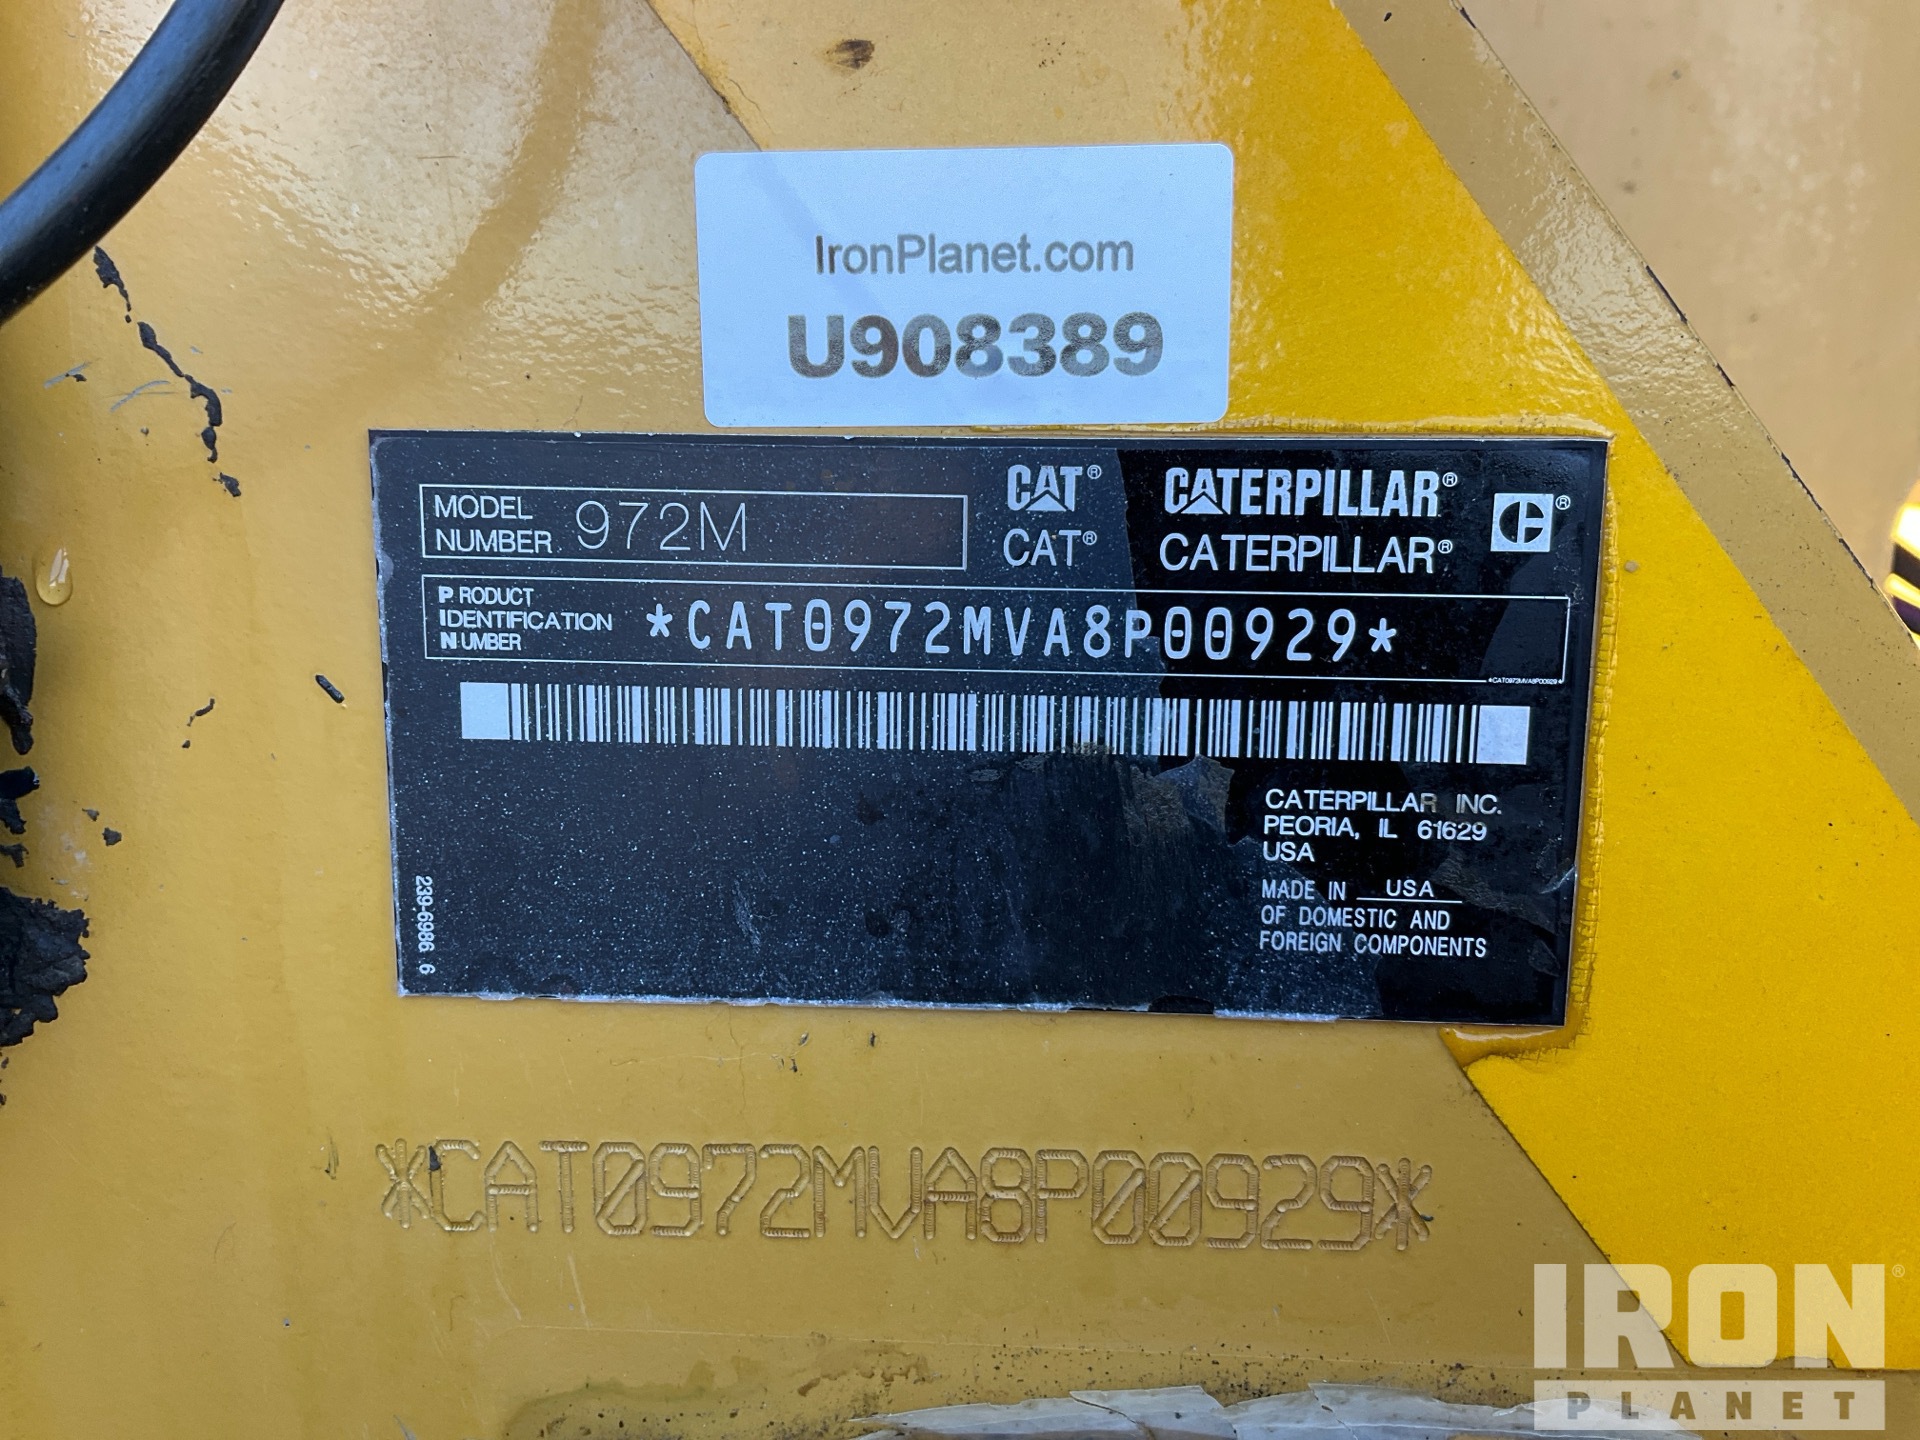 IronPlanet.com
U908389
MODEL NUMBER 972M
CAT® CATERPILLAR® ®
CAT® CATERPILLAR®
PRODUCT IDENTIFICATION NUMBER *CAT0972MVA8P00929*
*CAT0972MVA8P00929*
CATERPILLAR INC.
PEORIA, IL 61629
USA
MADE IN USA
OF DOMESTIC AND
FOREIGN COMPONENTS
239-6986 6
*CAT0972MVA8P00929*
IRON®
PLANET